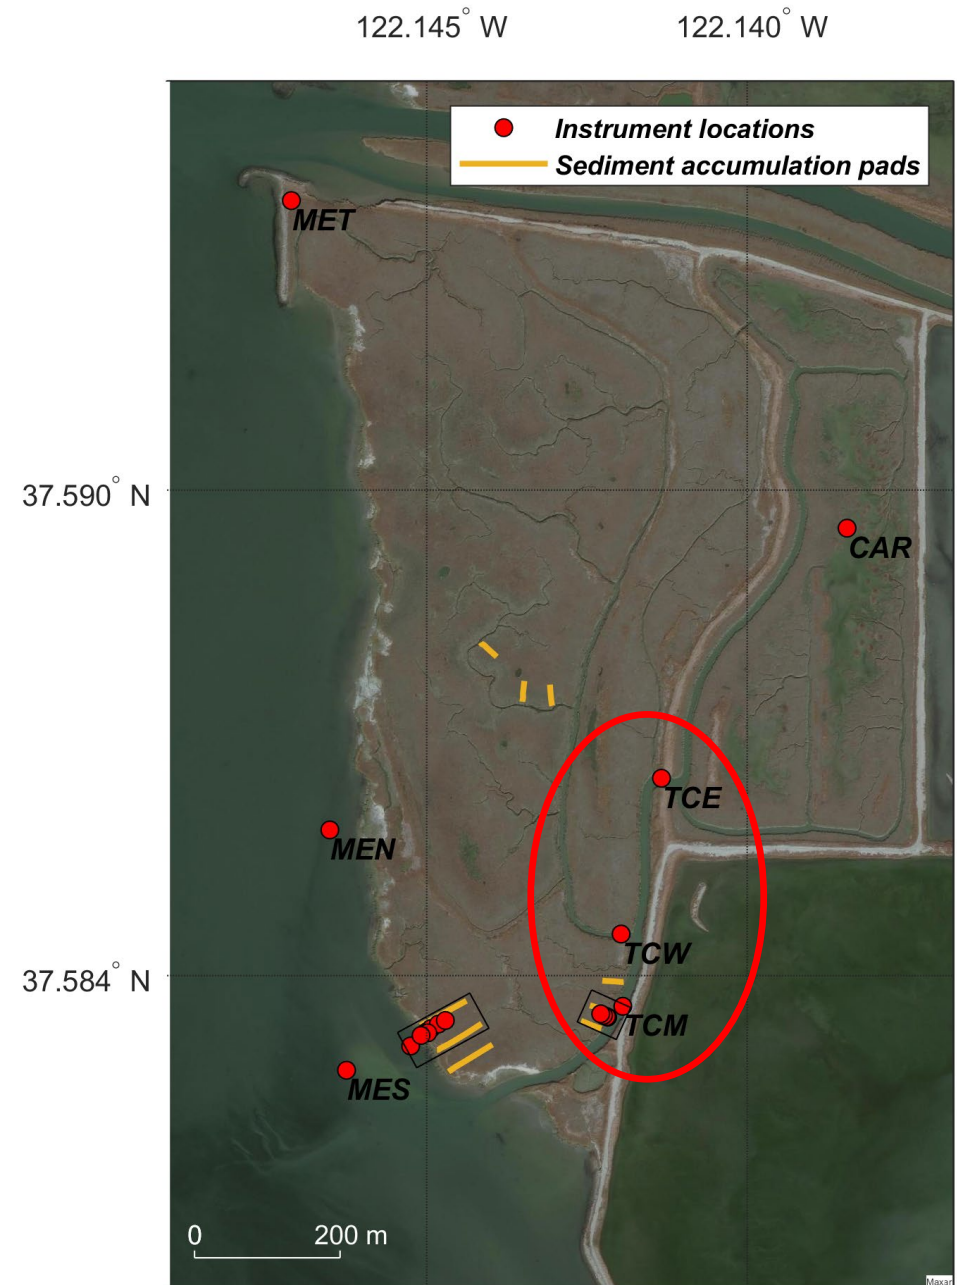 122.145° W
122.140° W
Instrument locations
Sediment accumulation pads
MET
37.590° N
CAR
TCE
MEN
TCW
37.584° N
TCM
MES
0
200 m
Maxar